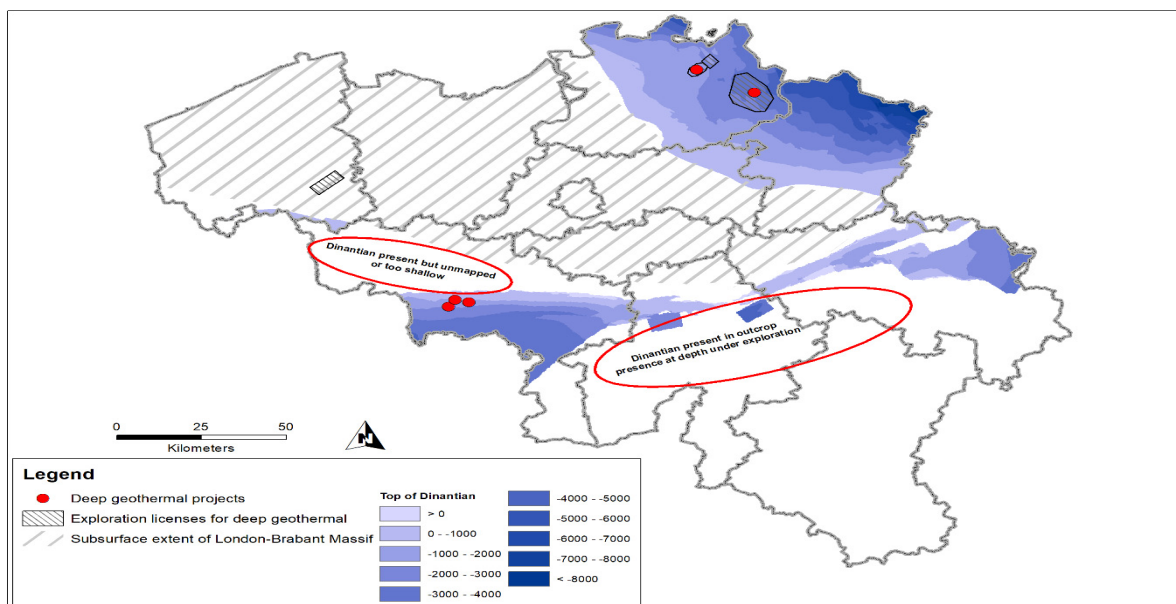 Dinantian present but unmapped
or too shallow
Dinantian present in outcrop
presence at depth under exploration
0 25 50
Kilometers
N
Legend
Deep geothermal projects
Exploration licenses for deep geothermal
Subsurface extent of London-Brabant Massif
Top of Dinantian
> 0
0 - -1000
-1000 - -2000
-2000 - -3000
-3000 - -4000
-4000 - -5000
-5000 - -6000
-6000 - -7000
-7000 - -8000
< -8000